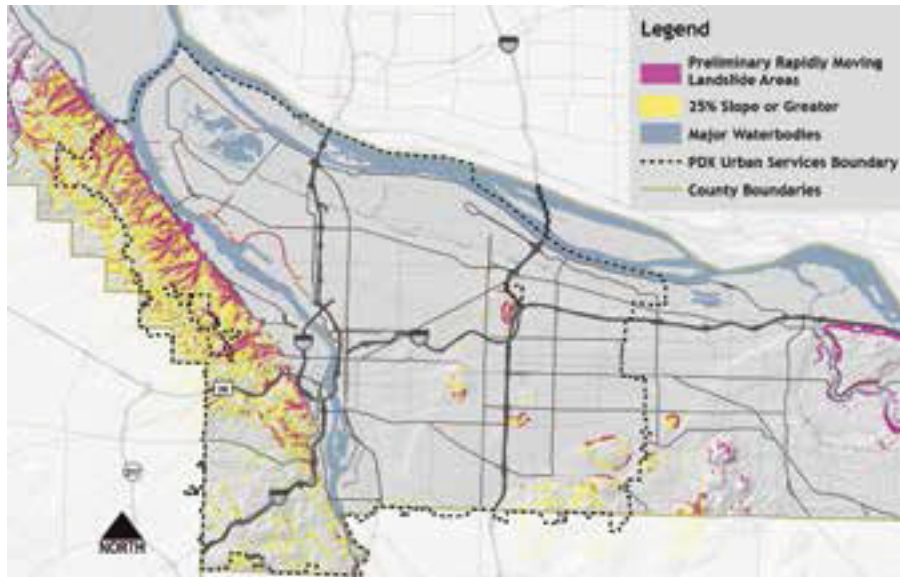 Legend
Preliminary Rapidly Moving
Landslide Areas
25% Slope or Greater
Major Waterbodies
PDX Urban Services Boundary
County Boundaries
NORTH